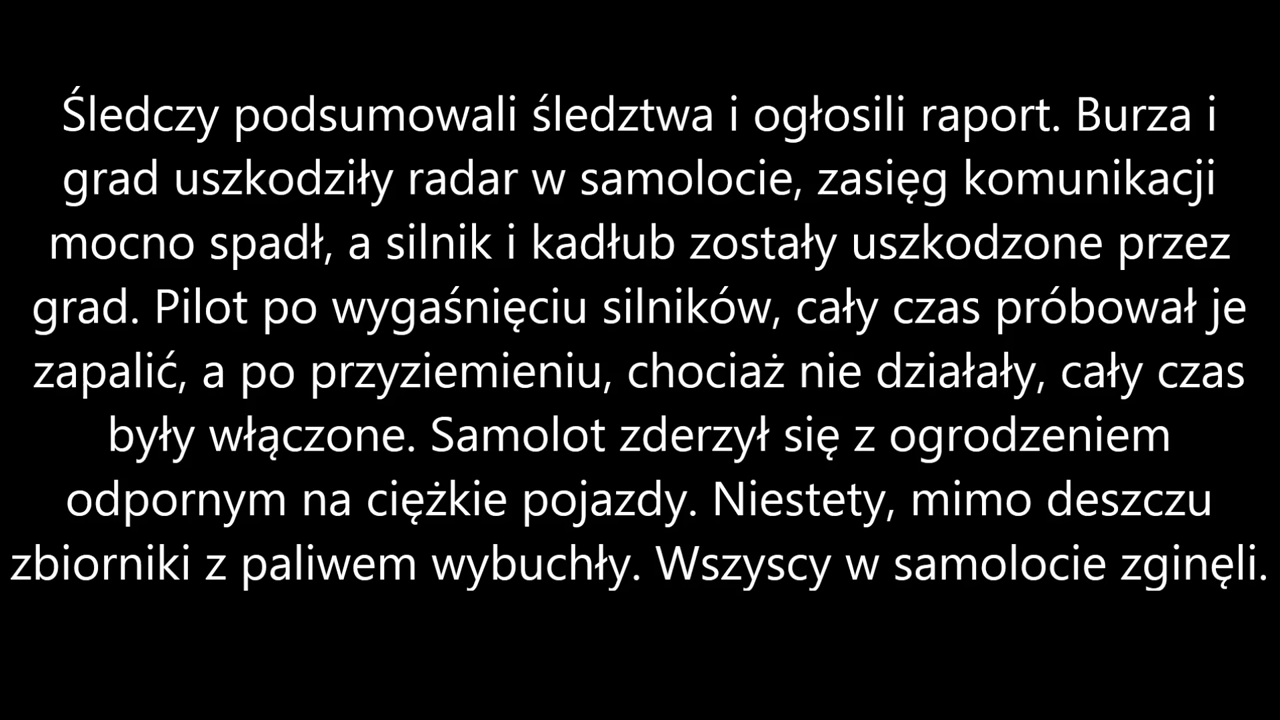 Śledczy podsumowali śledztwa i ogłosili raport. Burza i
grad uszkodziły radar w samolocie, zasięg komunikacji
mocno spadł, a silnik i kadłub zostały uszkodzone przez
grad. Pilot po wygaśnięciu silników, cały czas próbował je
zapalić, a po przyziemieniu, chociaż nie działały, cały czas
były włączone. Samolot zderzył się z ogrodzeniem
odpornym na ciężkie pojazdy. Niestety, mimo deszczu
zbiorniki z paliwem wybuchły. Wszyscy w samolocie zginęli.